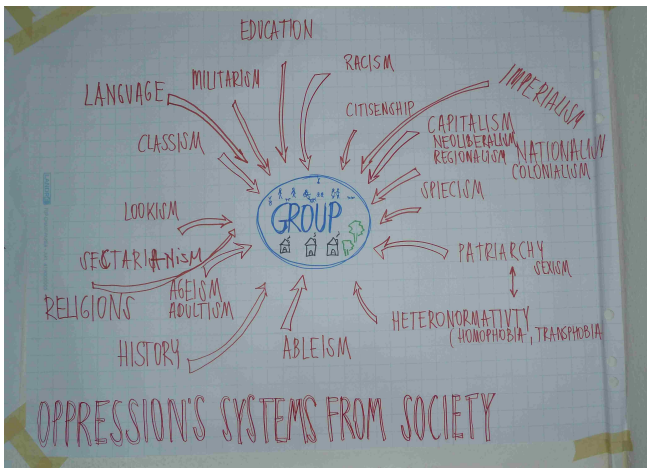 EDUCATION
MILITARISM
RACISM
IMPERIALISM
LANGUAGE
CITISENSHIP
CLASSISM
CAPITALISM
NEOLIBERALISM
REGIONALISM
NATIONALISM
COLONIALISM
SPIECISM
LOOKISM
GROUP
SECTARIANISM
PATRIARCHY
SEXISM
RELIGIONS
AGEISM
ADULTISM
HETERONORMATIVTY
(HOMOPHOBIA, TRANSPHOBIA
HISTORY
ABLEISM
OPPRESSION'S SYSTEMS FROM SOCIETY